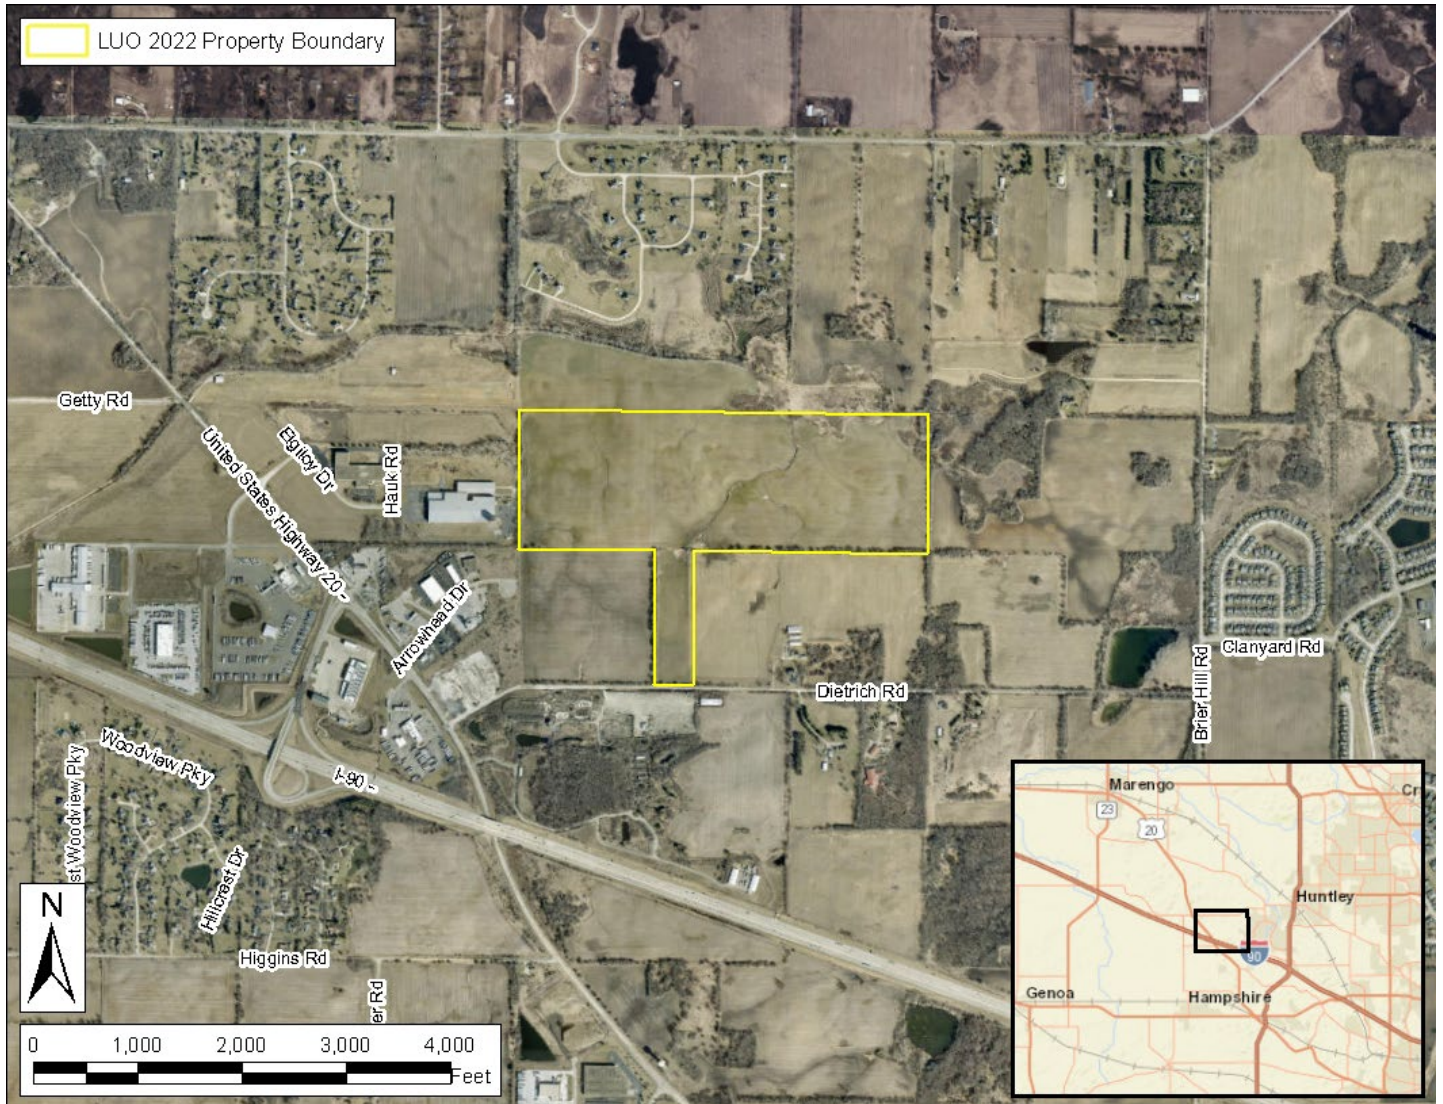 LUO 2022 Property Boundary
Getty Rd
United States Highway 20 -
Elgiloy Dr
Hauk Rd
Arrowhead Dr
Clanyard Rd
Brier Hill Rd
Dietrich Rd
Woodview Pky
I-90 -
st Woodview Pky
Hillcrest Dr
Higgins Rd
er Rd
N
0 1,000 2,000 3,000 4,000
Feet
Marengo
Cr
23
20
Huntley
90
Genoa
Hampshire